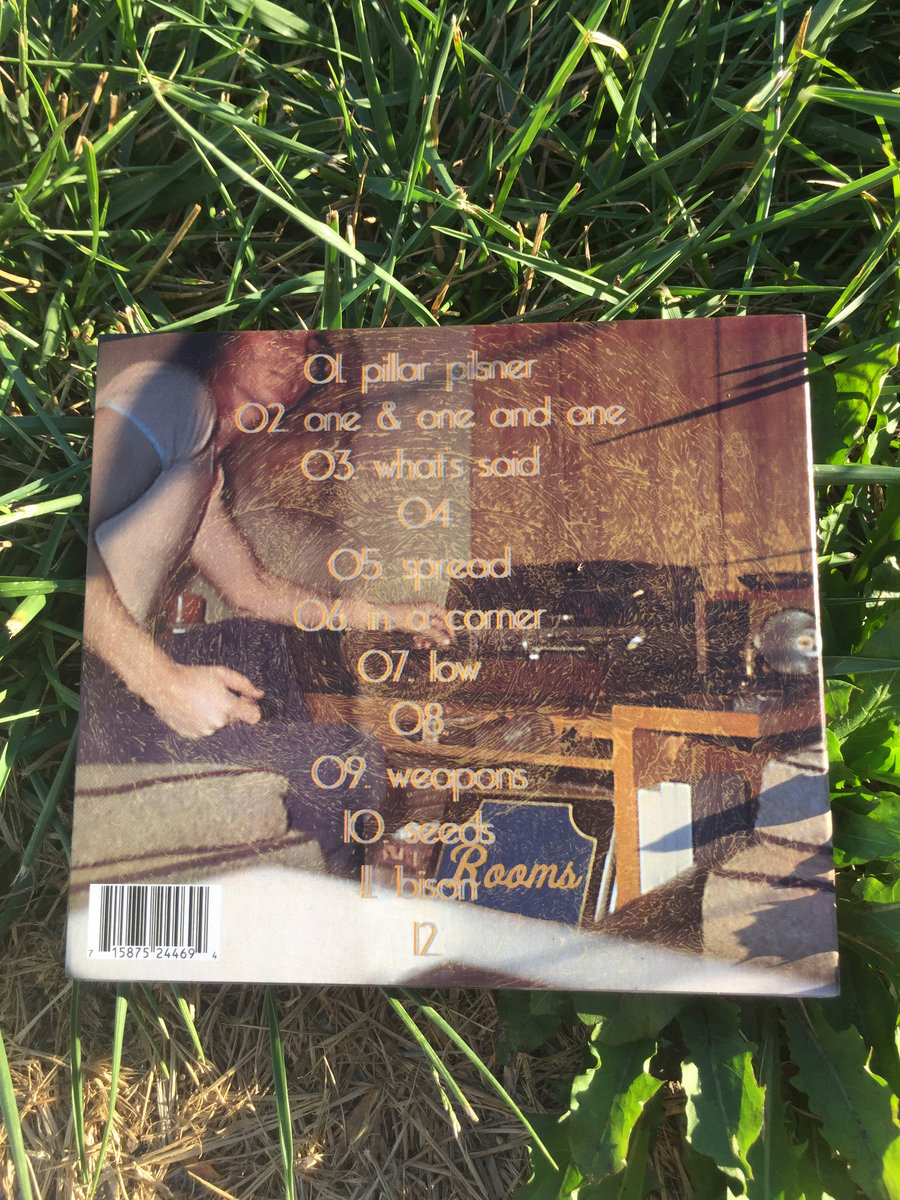 01. pillar pilsner
02 one & one and one
03. what's said
04
05 spread
06. in a corner
07. low
08
09. weapons
10. seeds
Rooms
11. bison
12.
7 15875 24469 4